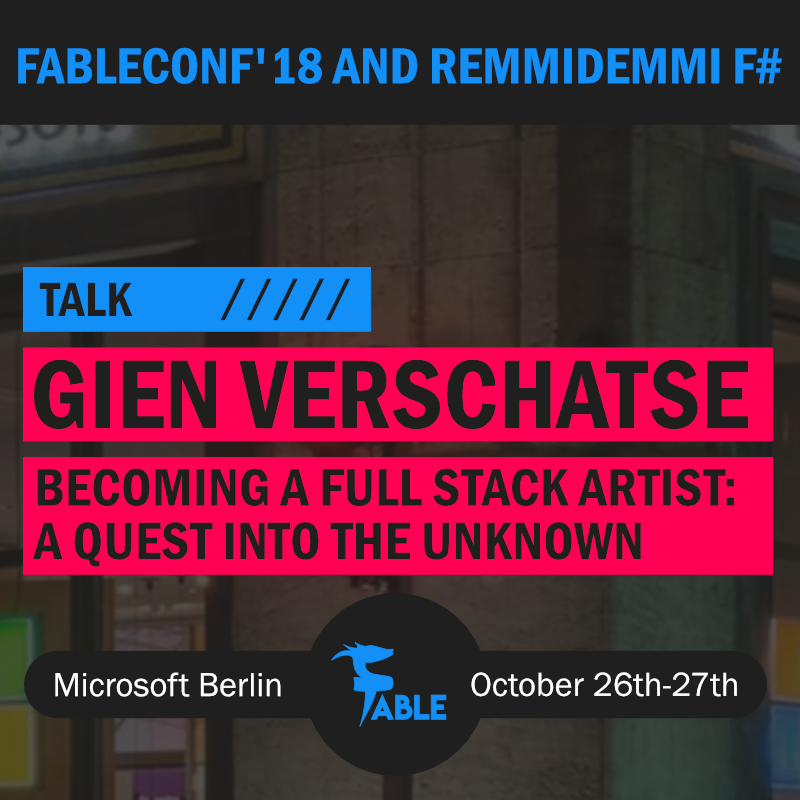 FABLECONF'18 AND REMMIDEMMI F#
TALK /////
GIEN VERSCHATSE
BECOMING A FULL STACK ARTIST:
A QUEST INTO THE UNKNOWN
Microsoft Berlin
FABLE
October 26th-27th